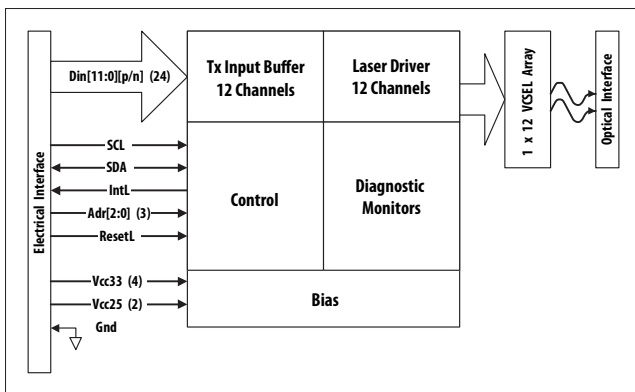 Electrical Interface
Din[11:0][p/n] (24)
SCL
SDA
IntL
Adr[2:0] (3)
ResetL
Vcc33 (4)
Vcc25 (2)
Gnd
Tx Input Buffer
12 Channels
Laser Driver
12 Channels
Control
Diagnostic
Monitors
Bias
1 x 12 VCSEL Array
Optical Interface